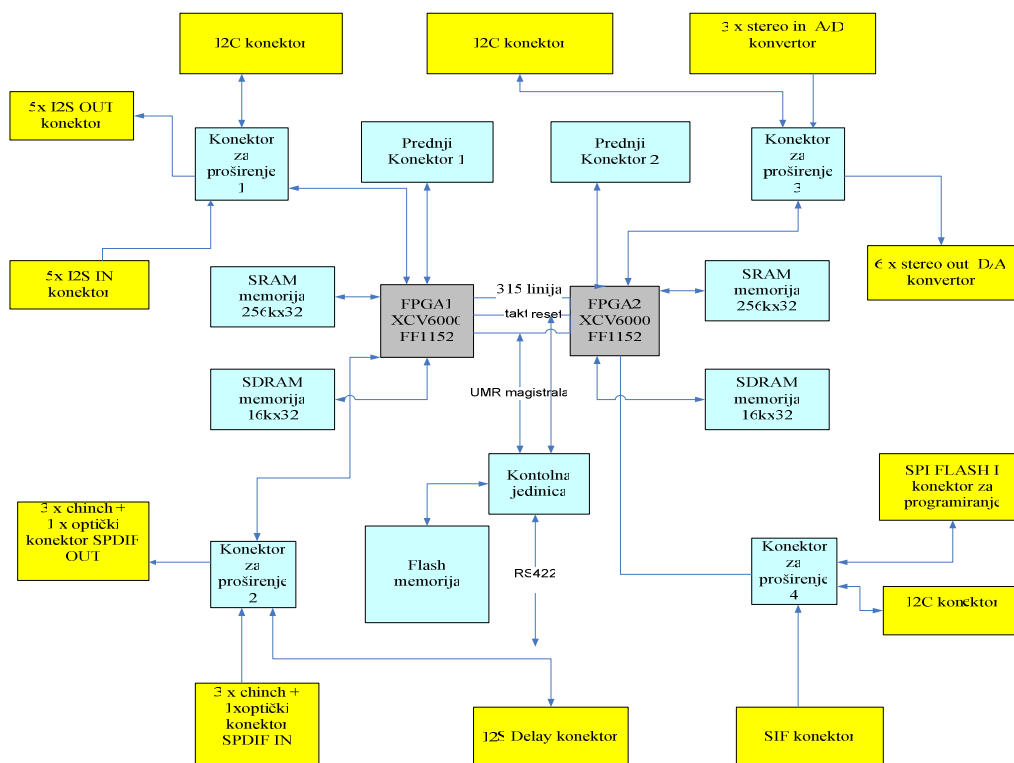 I2C konektor
I2C konektor
3 x stereo in A/D
konvertor
5x I2S OUT
konektor
Konektor
za
proširenje
1
Prednji
Konektor 1
Prednji
Konektor 2
Konektor
za
proširenje
3
5x I2S IN
konektor
6 x stereo out D/A
konvertor
SRAM
memorija
256kx32
FPGA1
XCV6000
FF1152
315 linija
takt reset
FPGA2
XCV6000
FF1152
SRAM
memorija
256kx32
SDRAM
memorija
16kx32
UMR magistrala
SDRAM
memorija
16kx32
Kontolna
jedinica
SPI FLASH I
konektor za
programiranje
3 x chinch +
1 x optički
konektor SPDIF
OUT
Konektor
za
proširenje
2
Flash
memorija
RS422
Konektor
za
proširenje
4
I2C konektor
3 x chinch +
1xoptički
konektor
SPDIF IN
I2S Delay konektor
SIF konektor